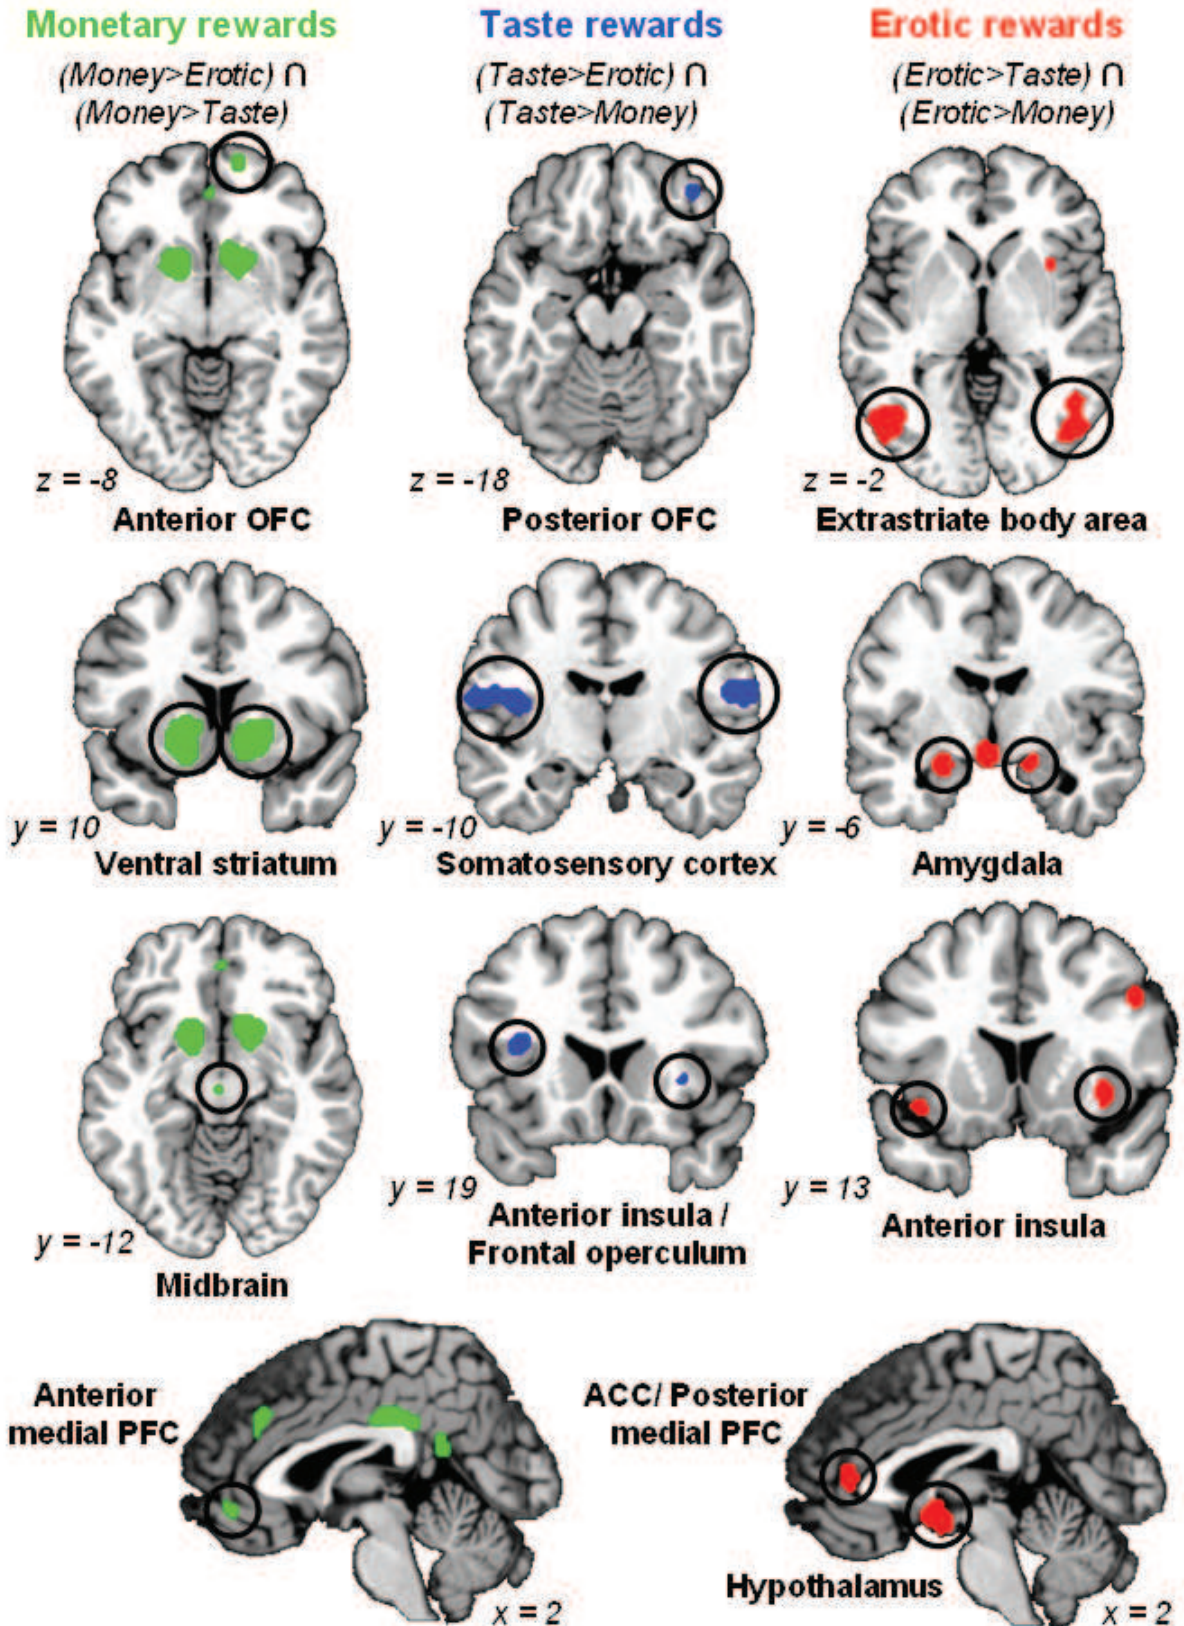 Monetary rewards
Taste rewards
Erotic rewards
(Money>Erotic) ∩
(Money>Taste)
(Taste>Erotic) ∩
(Taste>Money)
(Erotic>Taste) ∩
(Erotic>Money)
z = -8
Anterior OFC
z = -18
Posterior OFC
z = -2
Extrastriate body area
y = 10
Ventral striatum
y = -10
Somatosensory cortex
y = -6
Amygdala
y = -12
Midbrain
y = 19
Anterior insula /
Frontal operculum
y = 13
Anterior insula
Anterior
medial PFC
x = 2
ACC/ Posterior
medial PFC
Hypothalamus
x = 2